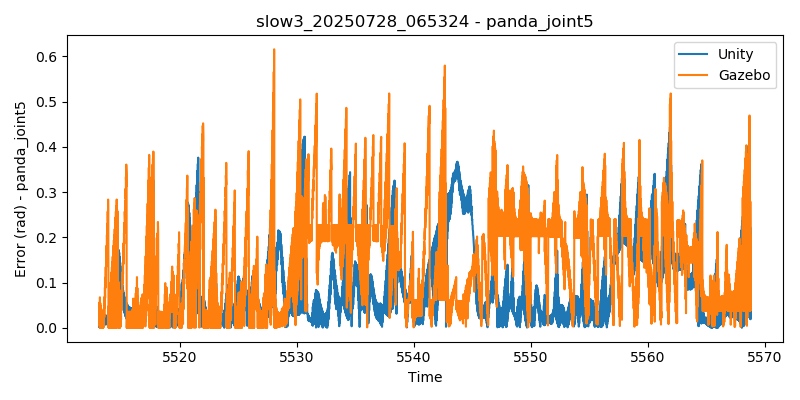 slow3_20250728_065324 - panda_joint5
Error (rad) - panda_joint5
0.6
0.5
0.4
0.3
0.2
0.1
0.0
Unity
Gazebo
5520
5530
5540
5550
5560
5570
Time